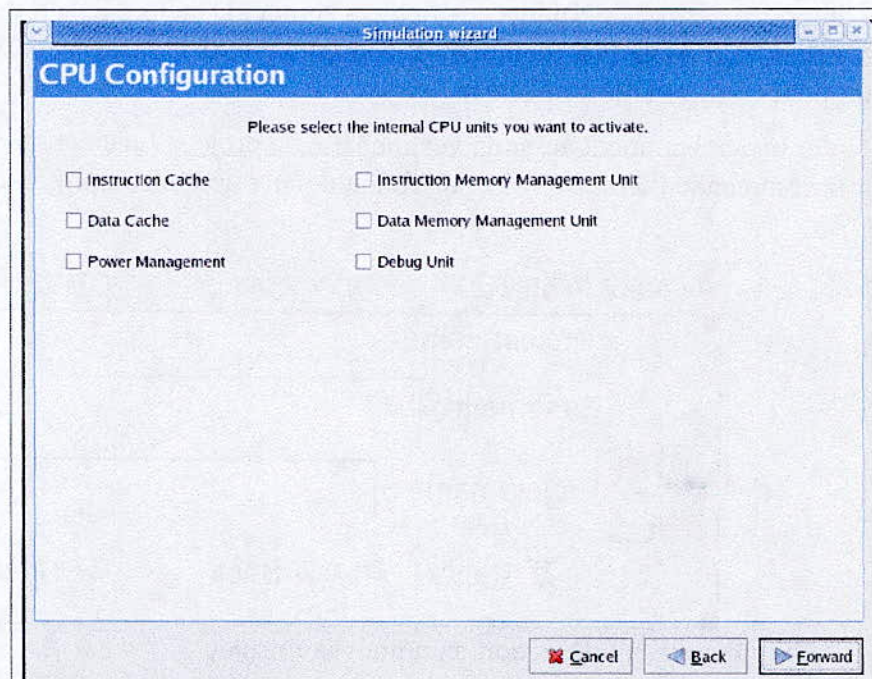 Simulation wizard
CPU Configuration
Please select the internal CPU units you want to activate.
Instruction Cache
Instruction Memory Management Unit
Data Cache
Data Memory Management Unit
Power Management
Debug Unit
Cancel
Back
Forward